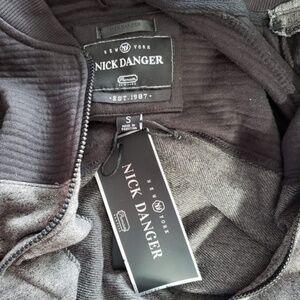 NEW YORK
NICK DANGER
• EST. 1987 •
S
NEW YORK
NICK DANGER